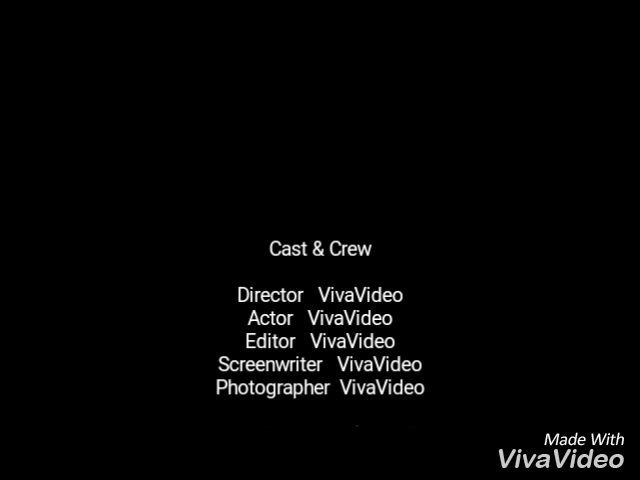 Cast & Crew
Director VivaVideo
Actor VivaVideo
Editor VivaVideo
Screenwriter VivaVideo
Photographer VivaVideo
Made With
VivaVideo